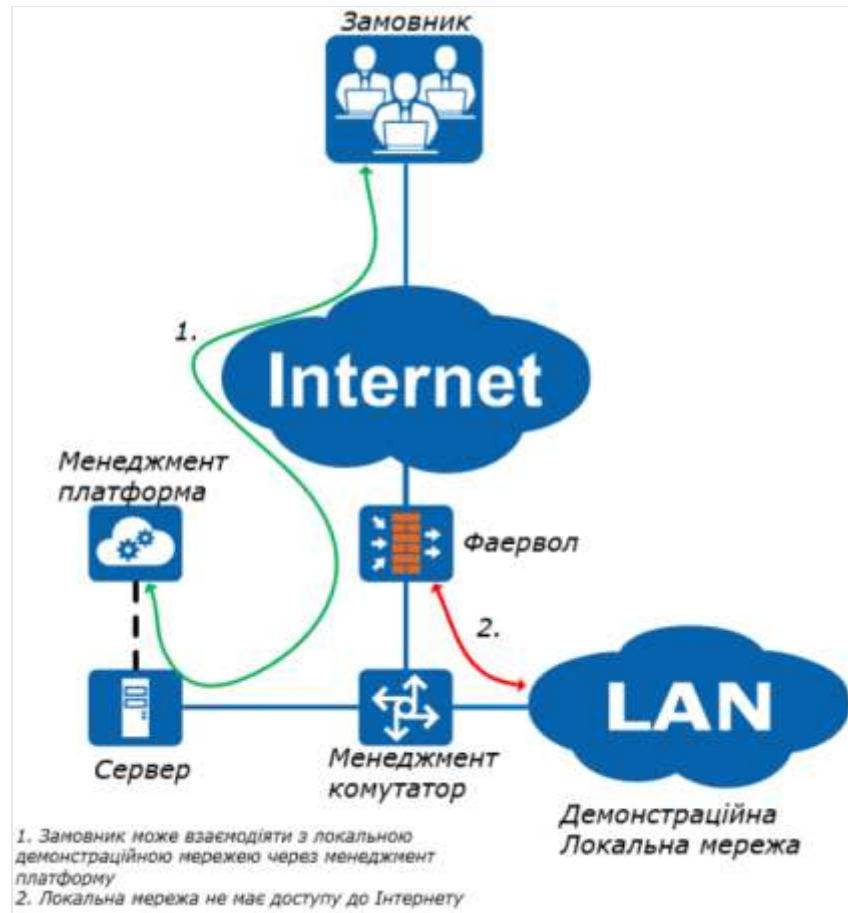 Замовник
1.
Internet
Менеджмент
платформа
Фаервол
2.
LAN
Сервер
Менеджмент
комутатор
Демонстраційна
Локальна мережа
1. Замовник може взаємодіяти з локальною
демонстраційною мережею через менеджмент
платформу
2. Локальна мережа не має доступу до Інтернету